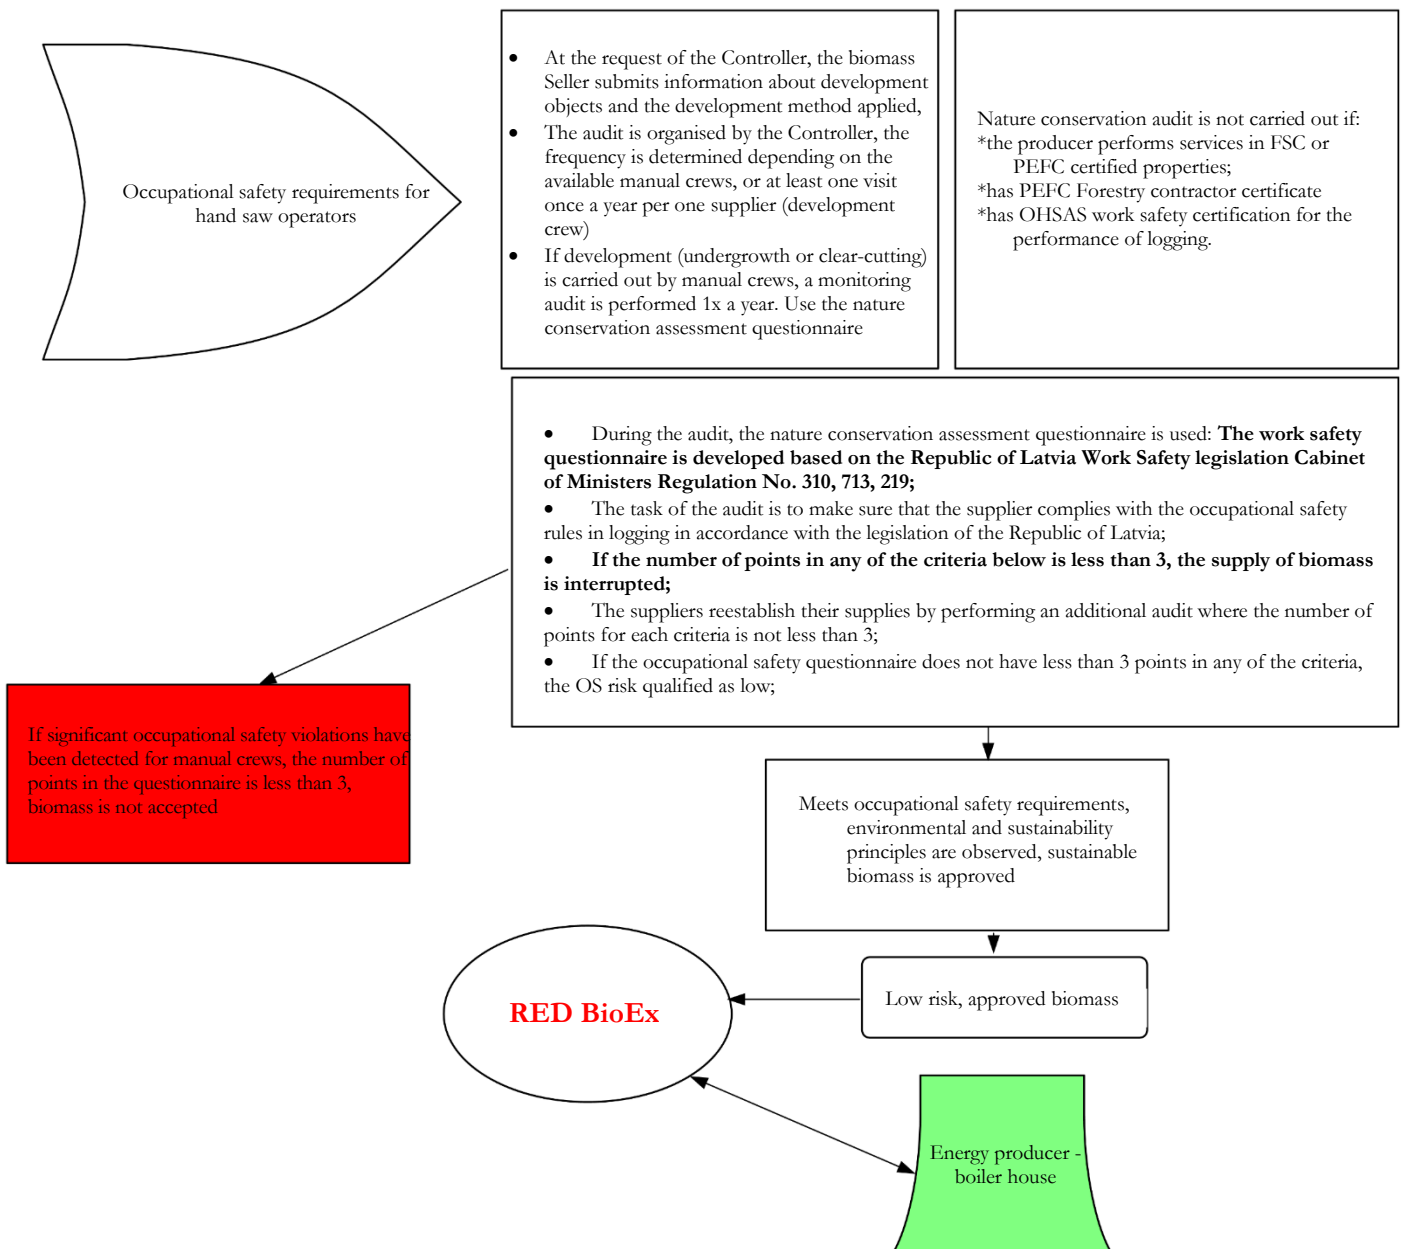 Occupational safety requirements for
hand saw operators
• At the request of the Controller, the biomass
Seller submits information about development
objects and the development method applied,
• The audit is organised by the Controller, the
frequency is determined depending on the
available manual crews, or at least one visit
once a year per one supplier (development
crew)
• If development (undergrowth or clear-cutting)
is carried out by manual crews, a monitoring
audit is performed 1x a year. Use the nature
conservation assessment questionnaire
Nature conservation audit is not carried out if:
*the producer performs services in FSC or
PEFC certified properties;
*has PEFC Forestry contractor certificate
*has OHSAS work safety certification for the
performance of logging.
• During the audit, the nature conservation assessment questionnaire is used: The work safety
questionnaire is developed based on the Republic of Latvia Work Safety legislation Cabinet
of Ministers Regulation No. 310, 713, 219;
• The task of the audit is to make sure that the supplier complies with the occupational safety
rules in logging in accordance with the legislation of the Republic of Latvia;
• If the number of points in any of the criteria below is less than 3, the supply of biomass
is interrupted;
• The suppliers reestablish their supplies by performing an additional audit where the number of
points for each criteria is not less than 3;
• If the occupational safety questionnaire does not have less than 3 points in any of the criteria,
the OS risk qualified as low;
If significant occupational safety violations have
been detected for manual crews, the number of
points in the questionnaire is less than 3,
biomass is not accepted
Meets occupational safety requirements,
environmental and sustainability
principles are observed, sustainable
biomass is approved
Low risk, approved biomass
RED BioEx
Energy producer -
boiler house